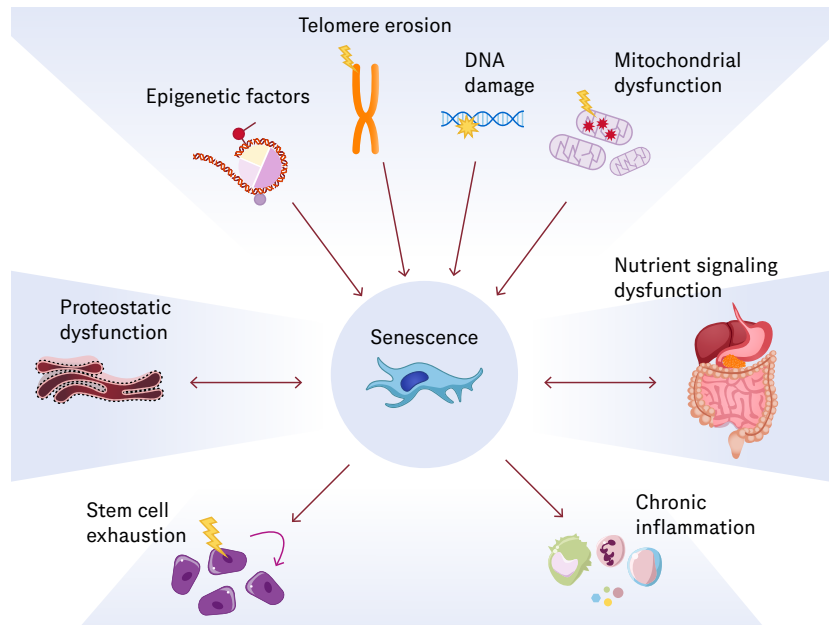 Telomere erosion
DNA
damage
Mitochondrial
dysfunction
Epigenetic factors
Nutrient signaling
dysfunction
Proteostatic
dysfunction
Senescence
Stem cell
exhaustion
Chronic
inflammation